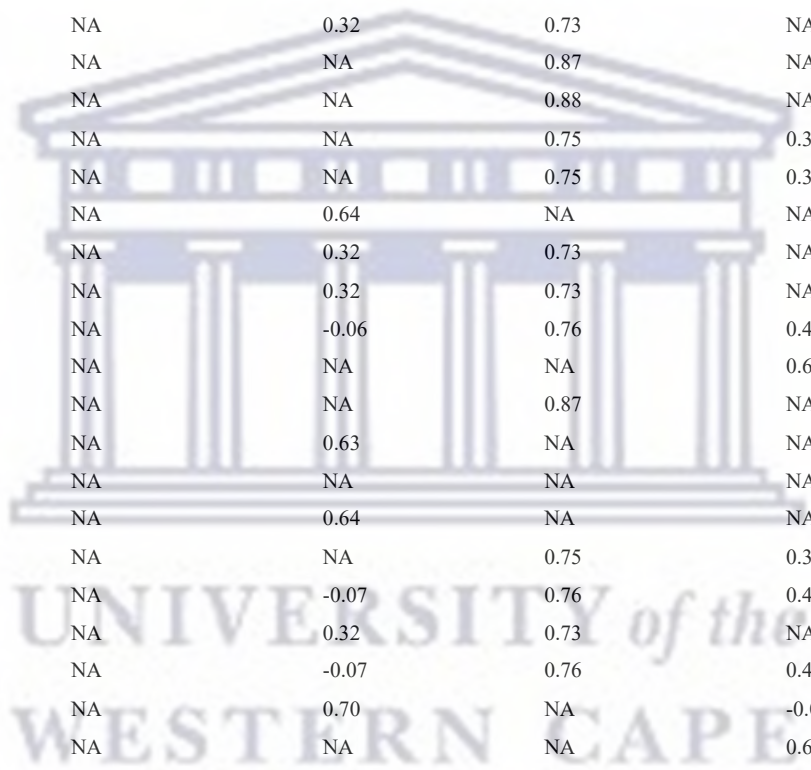 NA 0.32 0.73 NA
NA NA 0.87 NA
NA NA 0.88 NA
NA NA 0.75 0.3
NA NA 0.75 0.3
NA 0.64 NA NA
NA 0.32 0.73 NA
NA 0.32 0.73 NA
NA -0.06 0.76 0.4
NA NA NA 0.6
NA NA 0.87 NA
NA 0.63 NA NA
NA NA NA NA
NA 0.64 NA NA
NA NA 0.75 0.3
NA -0.07 0.76 0.4
UNIVERSITY of the
NA 0.32 0.73 NA
NA -0.07 0.76 0.4
NA 0.70 NA
WESTERN CAPE
NA NA NA 0.6